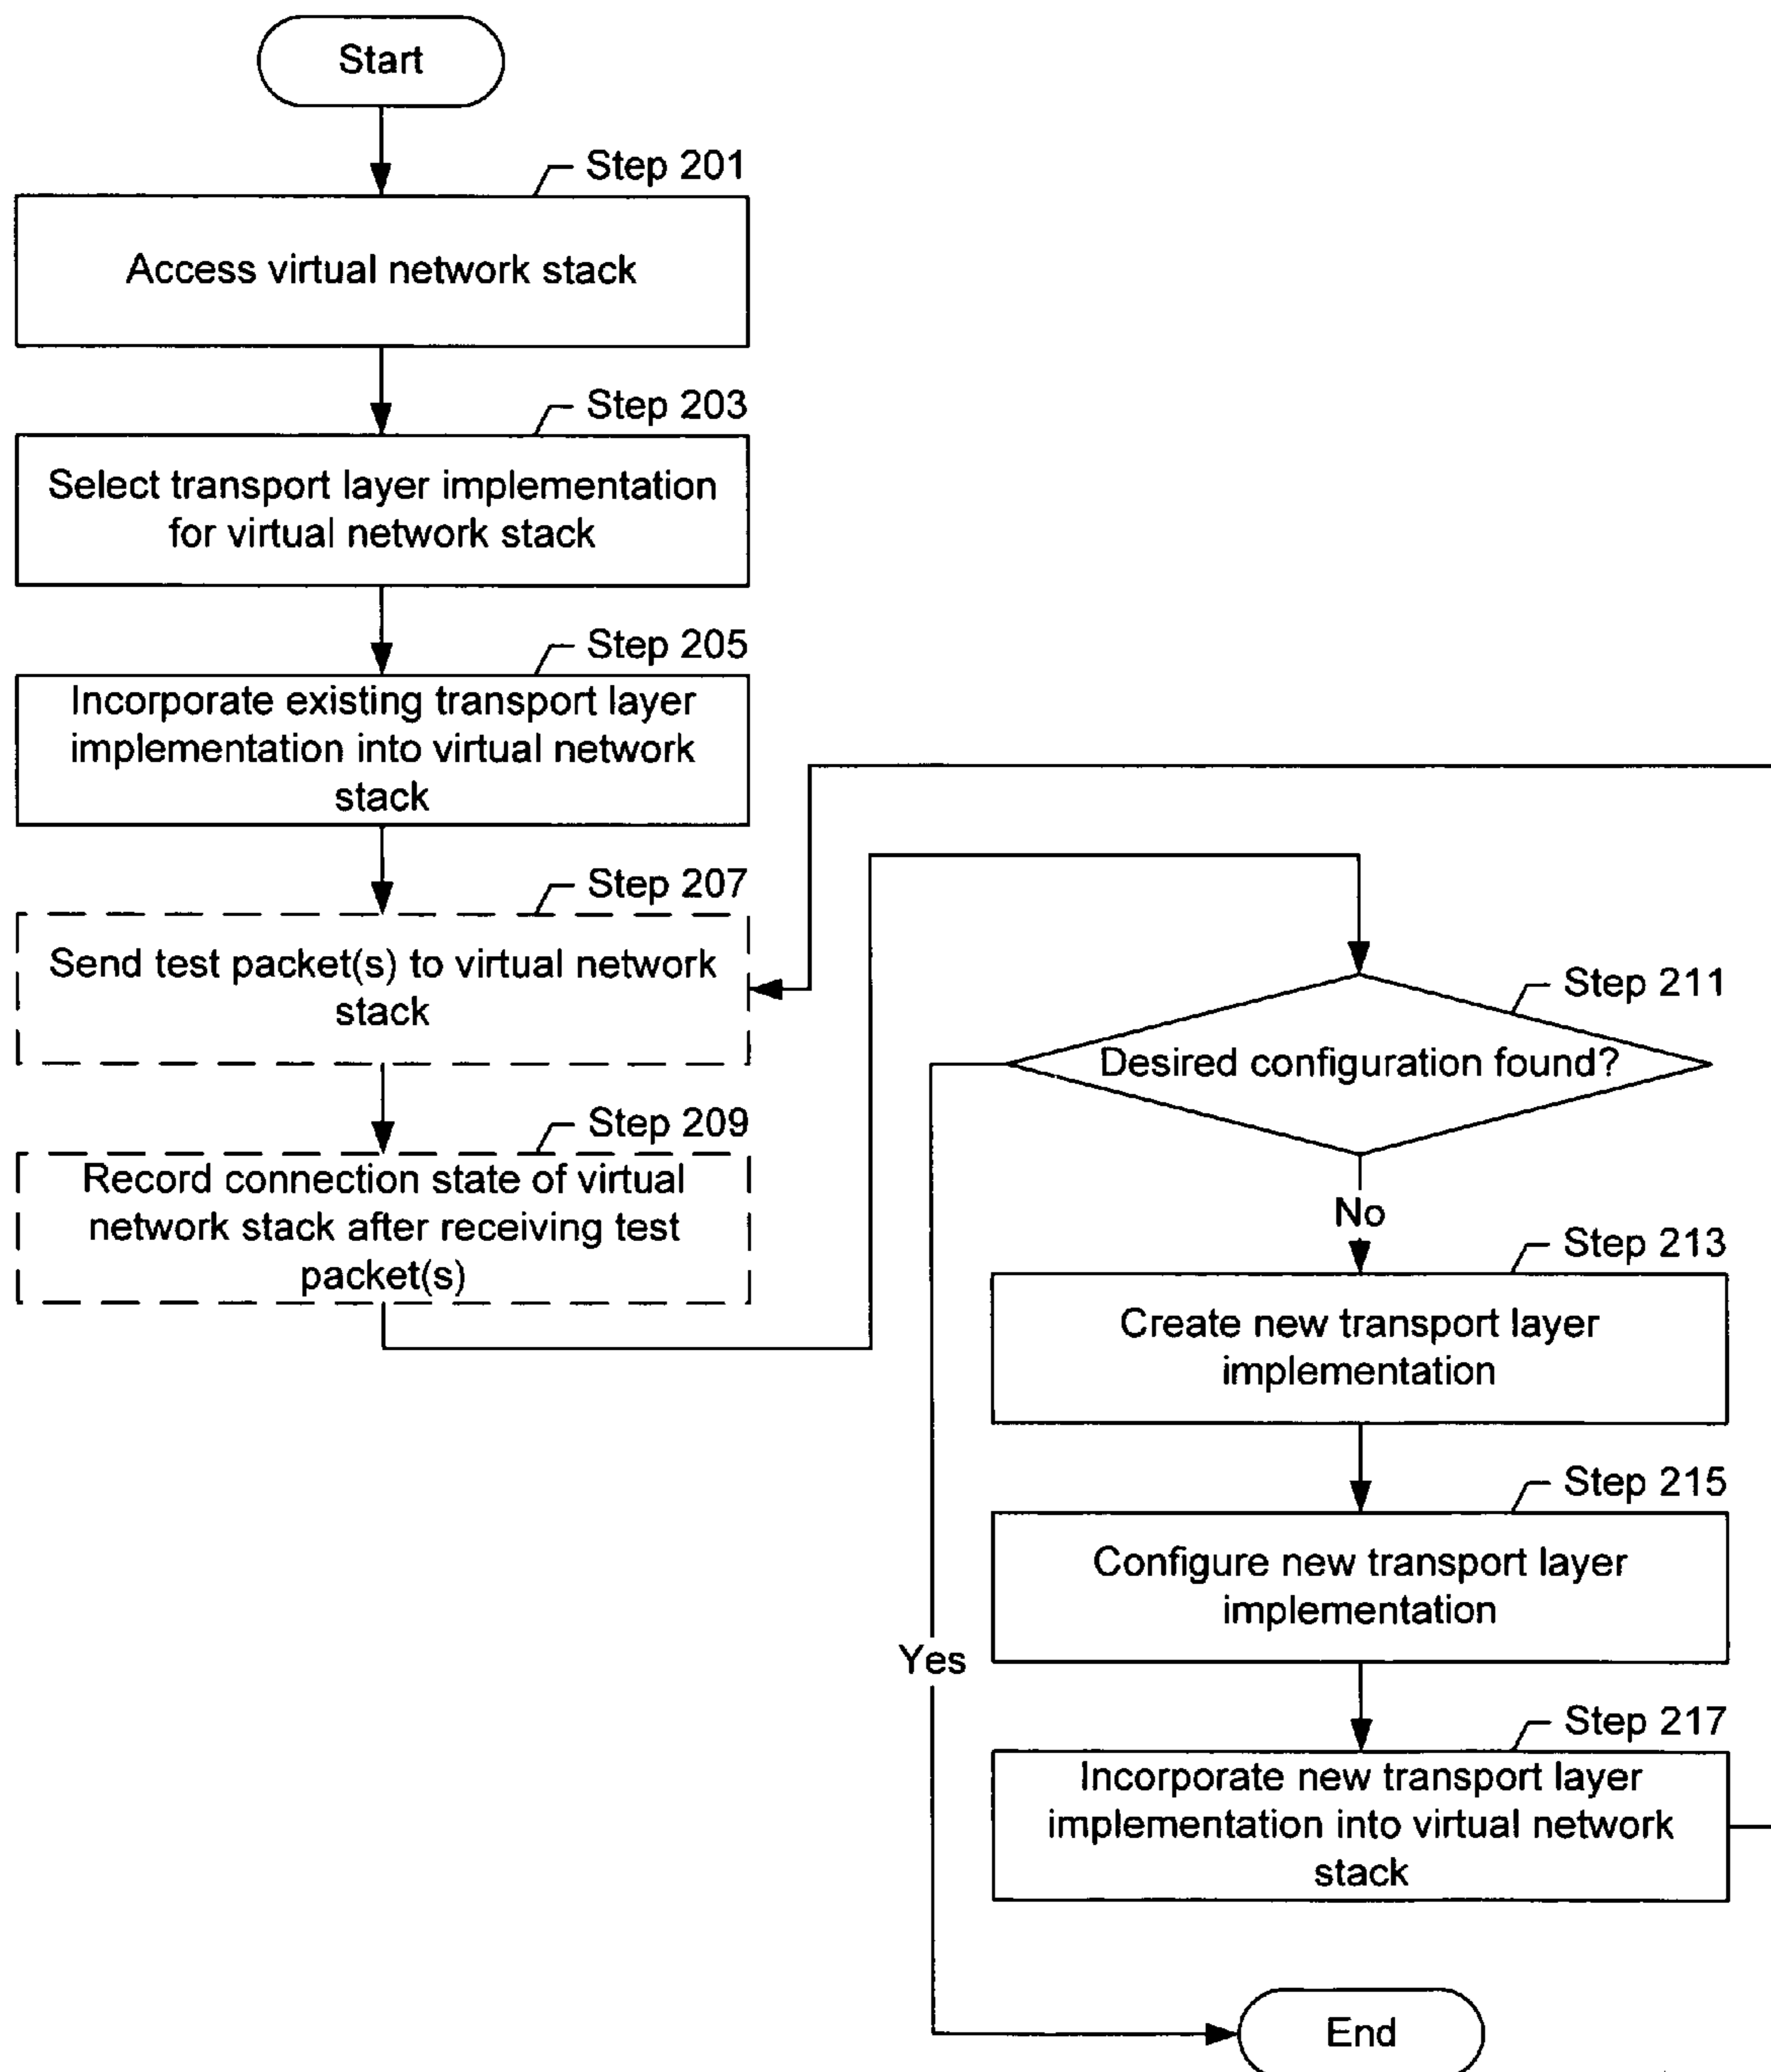 Start
Step 201
Access virtual network stack
Step 203
Select transport layer implementation
for virtual network stack
Step 205
Incorporate existing transport layer
implementation into virtual network
stack
Step 207
Send test packet(s) to virtual network
stack
Step 209
Record connection state of virtual
network stack after receiving test
packet(s)
Step 211
Desired configuration found?
No
Step 213
Create new transport layer
implementation
Step 215
Configure new transport layer
implementation
Yes
Step 217
Incorporate new transport layer
implementation into virtual network
stack
End